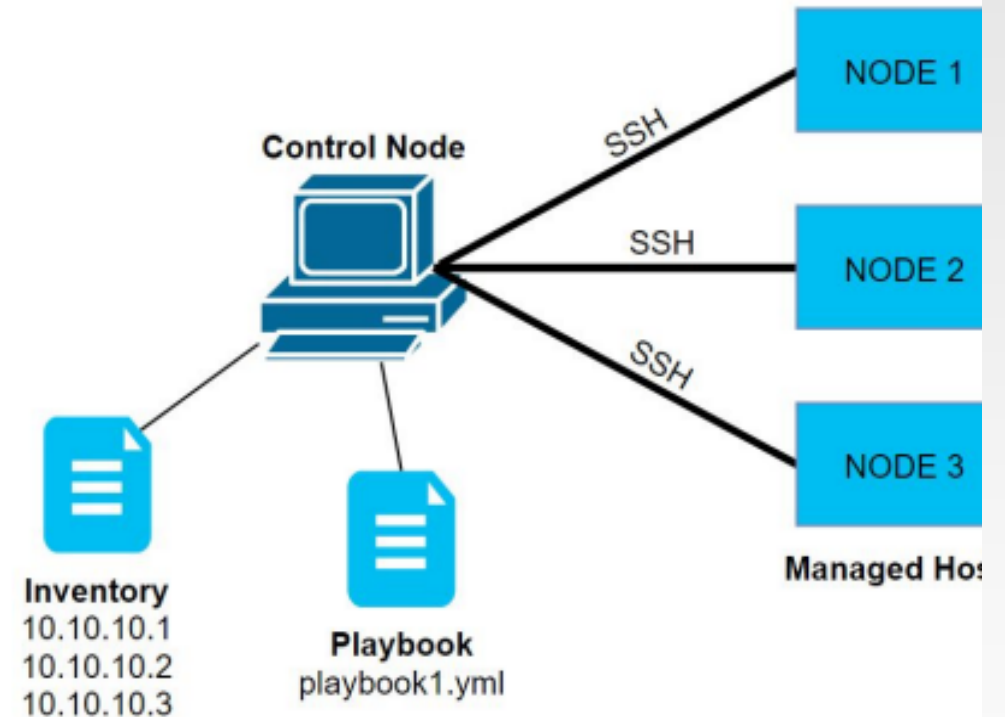 NODE 1
SSH
Control Node
SSH
NODE 2
SSH
NODE 3
Managed Hos
Inventory
10.10.10.1
10.10.10.2
10.10.10.3
Playbook
playbook1.yml